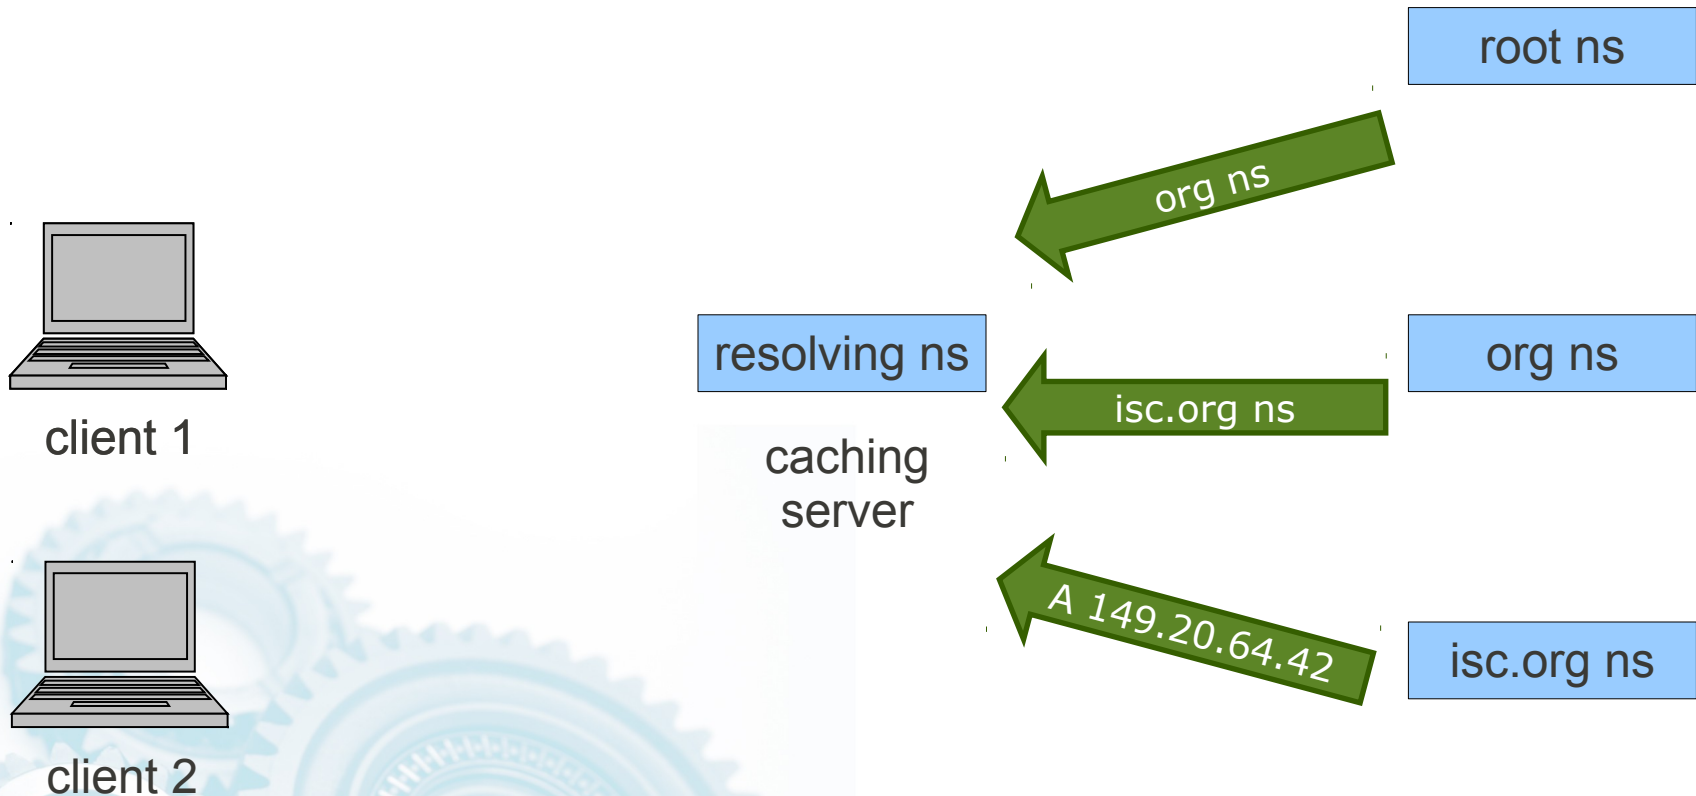 root ns
org ns
resolving ns
org ns
isc.org ns
client 1
caching
server
A 149.20.64.42
isc.org ns
client 2